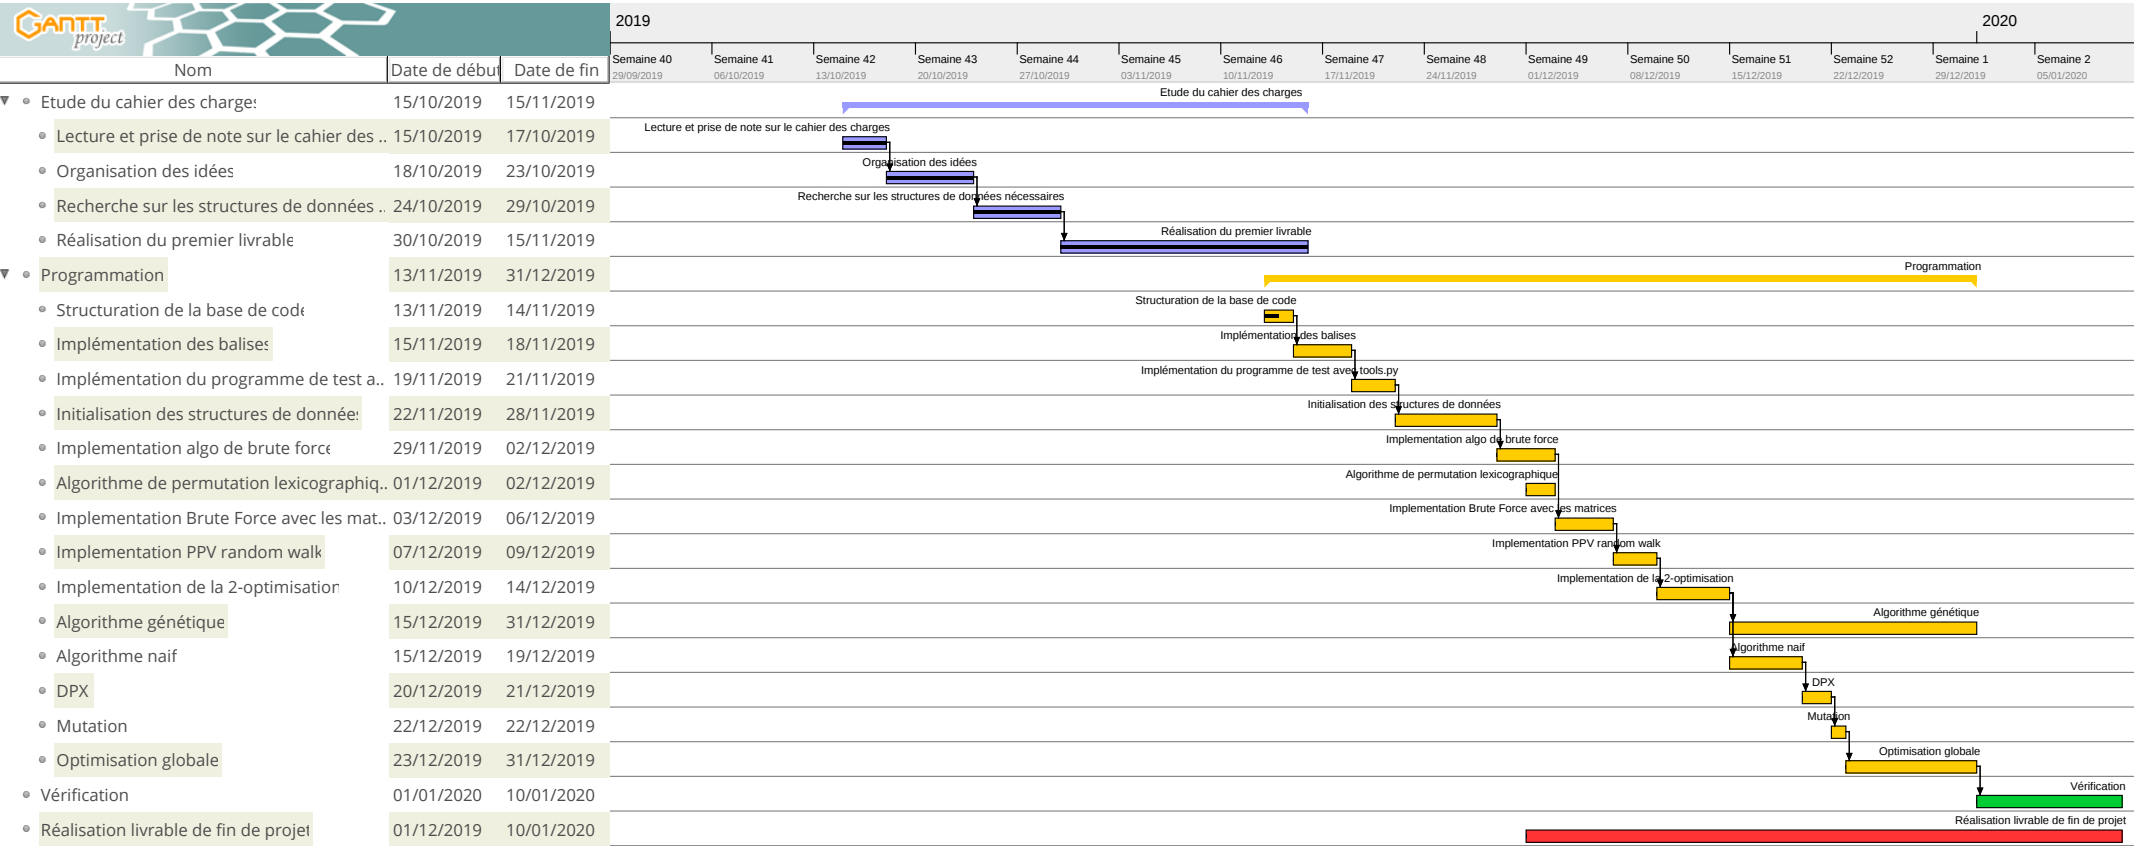 GANTT
project
2019
2020
Nom
Date de début
Date de fin
Semaine 40
Semaine 41
Semaine 42
Semaine 43
Semaine 44
Semaine 45
Semaine 46
Semaine 47
Semaine 48
Semaine 49
Semaine 50
Semaine 51
Semaine 52
Semaine 1
Semaine 2
29/09/2019
06/10/2019
13/10/2019
20/10/2019
27/10/2019
03/11/2019
10/11/2019
17/11/2019
24/11/2019
01/12/2019
08/12/2019
15/12/2019
22/12/2019
29/12/2019
05/01/2020
Etude du cahier des charges 15/10/2019 15/11/2019
Etude du cahier des charges
Lecture et prise de note sur le cahier des .. 15/10/2019 17/10/2019
Lecture et prise de note sur le cahier des charges
Organisation des idées 18/10/2019 23/10/2019
Organisation des idées
Recherche sur les structures de données .. 24/10/2019 29/10/2019
Recherche sur les structures de données nécessaires
Réalisation du premier livrable 30/10/2019 15/11/2019
Réalisation du premier livrable
Programmation 13/11/2019 31/12/2019
Programmation
Structuration de la base de code 13/11/2019 14/11/2019
Structuration de la base de code
Implémentation des balises 15/11/2019 18/11/2019
Implémentation des balises
Implémentation du programme de test a.. 19/11/2019 21/11/2019
Implémentation du programme de test avec tools.py
Initialisation des structures de données 22/11/2019 28/11/2019
Initialisation des structures de données
Implementation algo de brute force 29/11/2019 02/12/2019
Implementation algo de brute force
Algorithme de permutation lexicographiq.. 01/12/2019 02/12/2019
Algorithme de permutation lexicographique
Implementation Brute Force avec les mat.. 03/12/2019 06/12/2019
Implementation Brute Force avec les matrices
Implementation PPV random walk 07/12/2019 09/12/2019
Implementation PPV random walk
Implementation de la 2-optimisation 10/12/2019 14/12/2019
Implementation de la 2-optimisation
Algorithme génétique 15/12/2019 31/12/2019
Algorithme génétique
Algorithme naif 15/12/2019 19/12/2019
Algorithme naif
DPX 20/12/2019 21/12/2019
DPX
Mutation 22/12/2019 22/12/2019
Mutation
Optimisation globale 23/12/2019 31/12/2019
Optimisation globale
Vérification 01/01/2020 10/01/2020
Vérification
Réalisation livrable de fin de projet 01/12/2019 10/01/2020
Réalisation livrable de fin de projet